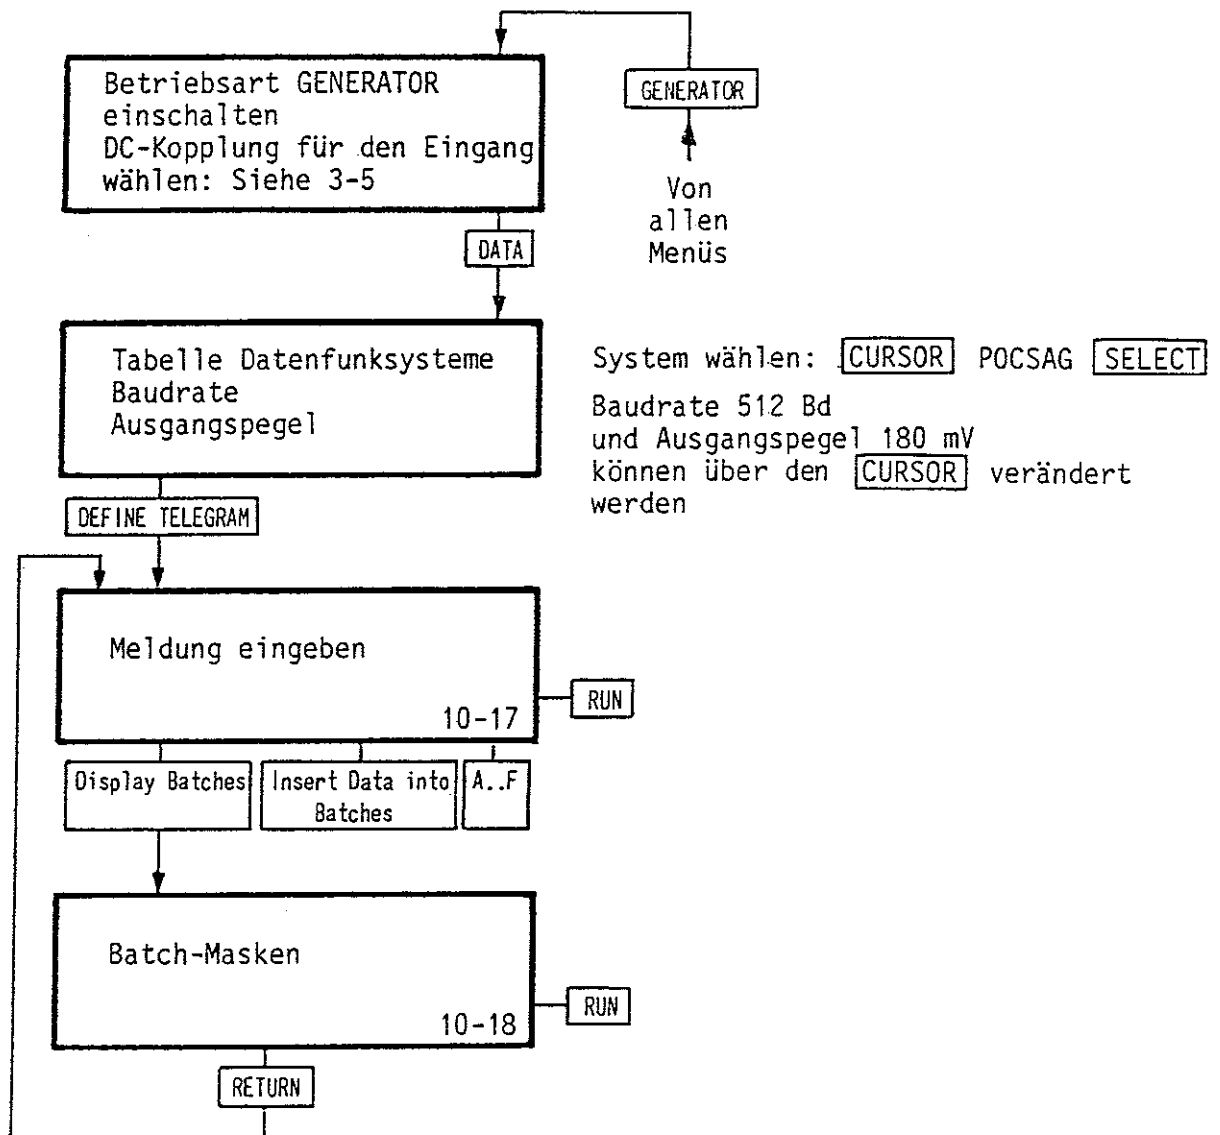 Betriebsart GENERATOR
einschalten
DC-Kopplung für den Eingang
wählen: Siehe 3-5
GENERATOR
Von
allen
Menüs
DATA
Tabelle Datenfunksysteme
Baudrate
Ausgangspegel
System wählen: CURSOR POCSAG SELECT
Baudrate 512 Bd
und Ausgangspegel 180 mV
können über den CURSOR verändert
werden
DEFINE TELEGRAM
Meldung eingeben
10-17
RUN
Display Batches
Insert Data into
Batches
A..F
Batch-Masken
10-18
RUN
RETURN